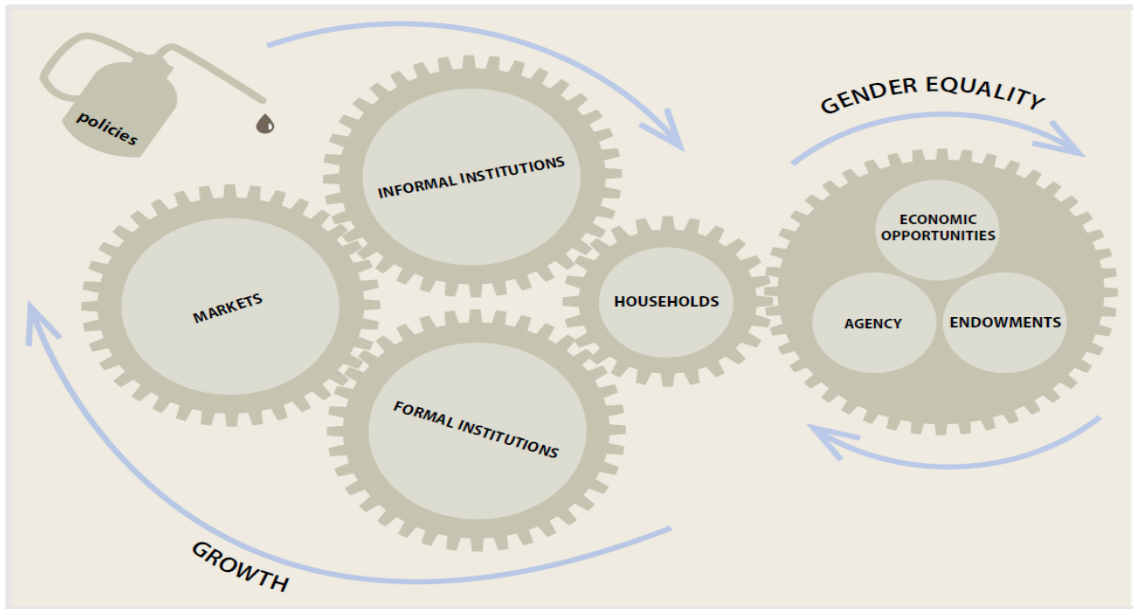 policies
INFORMAL INSTITUTIONS
GENDER EQUALITY
ECONOMIC
OPPORTUNITIES
MARKETS
HOUSEHOLDS
AGENCY
ENDOWMENTS
FORMAL INSTITUTIONS
GROWTH